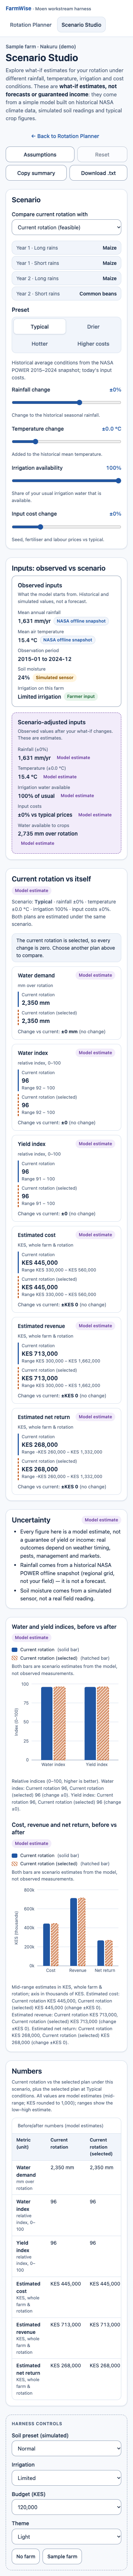 FarmWise Minor workstream harness
Rotation Planner Scenario Studio
Sample farm · Nakuru (demo)
Scenario Studio
Explore what-if estimates for your rotation under
different rainfall, temperature, irrigation and cost
conditions. These are what-if estimates, not
forecasts or guaranteed income: they come from
a simple model built on historical NASA climate
data, simulated soil moisture, and today's input
costs.
← Back to Rotation Planner
Assumptions
Reset
Copy summary
Download .txt
Scenario
Compare current rotation with
Current rotation (feasible)
Year 1 · Long rains Maize
Year 1 · Short rains Maize
Year 2 · Long rains Maize
Year 2 · Short rains Common beans
Preset
Typical
Drier
Hotter
Higher costs
Historical average conditions from the NASA
POWER 2015–2024 snapshot; today's input
costs.
Rainfall change ±0%
Change to the historical seasonal rainfall.
Temperature change ±0.0 °C
Added to the historical mean temperature.
Irrigation availability 100%
Share of your usual irrigation water that is
available.
Input cost change ±0%
Seed, fertiliser and labour prices vs typical.
Inputs: observed vs scenario
Observed inputs
What the model starts from. Historical and
simulated values, not a forecast.
Mean annual rainfall
1,631 mm/yr NASA offline snapshot
Mean air temperature
15.4 °C NASA offline snapshot
Observation period
2015-01 to 2024-12
Soil moisture
24% Simulated sensor
Irrigation on this farm
Limited irrigation Farmer input
Scenario-adjusted inputs
Observed values after your what-if changes.
These are estimates.
Rainfall (±0%)
1,631 mm/yr Model estimate
Temperature (±0.0 °C)
15.4 °C Model estimate
Irrigation water available
100% of usual Model estimate
Input costs
±0% vs typical prices Model estimate
Water available to crops
2,735 mm over rotation
Model estimate
Current rotation vs itself
Model estimate
Scenario: Typical · rainfall ±0% · temperature
±0.0 °C · irrigation 100% · input costs ±0%.
Both plans are estimated under the same
scenario.
The current rotation is selected, so every
change is zero. Choose another plan above
to compare.
Water demand Model estimate
mm over rotation
Current rotation
2,350 mm
Current rotation (selected)
2,350 mm
Change vs current: ±0 mm (no change)
Water index Model estimate
relative index, 0–100
Current rotation
96
Range 92 – 100
Current rotation (selected)
96
Range 92 – 100
Change vs current: ±0 (no change)
Yield index Model estimate
relative index, 0–100
Current rotation
96
Range 91 – 100
Current rotation (selected)
96
Range 91 – 100
Change vs current: ±0 (no change)
Estimated cost Model estimate
KES, whole farm & rotation
Current rotation
KES 445,000
Range KES 330,000 – KES 560,000
Current rotation (selected)
KES 445,000
Range KES 330,000 – KES 560,000
Change vs current: ±KES 0 (no change)
Estimated revenue Model estimate
KES, whole farm & rotation
Current rotation
KES 713,000
Range KES 300,000 – KES 1,662,000
Current rotation (selected)
KES 713,000
Range KES 300,000 – KES 1,662,000
Change vs current: ±KES 0 (no change)
Estimated net return Model estimate
KES, whole farm & rotation
Current rotation
KES 268,000
Range -KES 260,000 – KES 1,332,000
Current rotation (selected)
KES 268,000
Range -KES 260,000 – KES 1,332,000
Change vs current: ±KES 0 (no change)
Uncertainty Model estimate
Every figure here is a model estimate, not
a guarantee of yield or income: real
outcomes depend on weather timing,
pests, management and markets.
Rainfall comes from a historical NASA
POWER offline snapshot (regional grid,
not your field) — it is not a forecast.
Soil moisture comes from a simulated
sensor, not a real field reading.
Water and yield indices, before vs after
Model estimate
Current rotation (solid bar)
Current rotation (selected) (hatched bar)
Both bars are scenario estimates from the model,
not observed measurements.
Index (0–100)
100
75
50
25
0
Water index Yield index
Relative indices (0–100, higher is better). Water
index: Current rotation 96, Current rotation
(selected) 96 (change ±0). Yield index: Current
rotation 96, Current rotation (selected) 96 (change
±0).
Cost, revenue and net return, before vs
after
Model estimate
Current rotation (solid bar)
Current rotation (selected) (hatched bar)
Both bars are scenario estimates from the model,
not observed measurements.
KES (thousands)
800k
600k
400k
200k
0k
Cost Revenue Net return
Mid-range estimates in KES, whole farm &
rotation; axis in thousands of KES. Estimated cost:
Current rotation KES 445,000, Current rotation
(selected) KES 445,000 (change ±KES 0).
Estimated revenue: Current rotation KES 713,000,
Current rotation (selected) KES 713,000 (change
±KES 0). Estimated net return: Current rotation
KES 268,000, Current rotation (selected) KES
268,000 (change ±KES 0).
Numbers
Current rotation vs the selected plan under this
scenario, plus the selected plan under Typical
conditions. All values are model estimates (mid-
range; KES rounded to 1,000); ranges show the
low–high estimate.
Before/after numbers (model estimates)
Metric (unit) Current rotation Current rotation (selected)
Water demand mm over rotation 2,350 mm 2,350 mm
Water index relative index, 0–100 96 96
Yield index relative index, 0–100 96 96
Estimated cost KES, whole farm & rotation KES 445,000 KES 445,000
Estimated revenue KES, whole farm & rotation KES 713,000 KES 713,000
Estimated net return KES, whole farm & rotation KES 268,000 KES 268,000
HARNESS CONTROLS
Soil preset (simulated)
Normal
Irrigation
Limited
Budget (KES)
120,000
Theme
Light
No farm
Sample farm